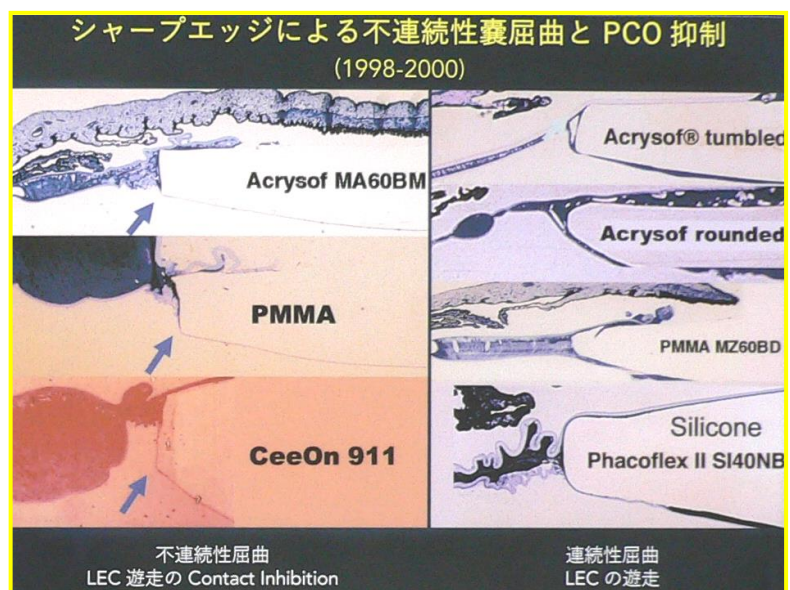 シャープエッジによる不連続性嚢屈曲と PCO 抑制
(1998-2000)
Acrysof MA60BM
PMMA
CeeOn 911
不連続性屈曲
LEC 遊走の Contact Inhibition
Acrysof® tumbled
Acrysof rounded
PMMA MZ60BD
Silicone
Phacoflex II SI40NB
連続性屈曲
LEC の遊走